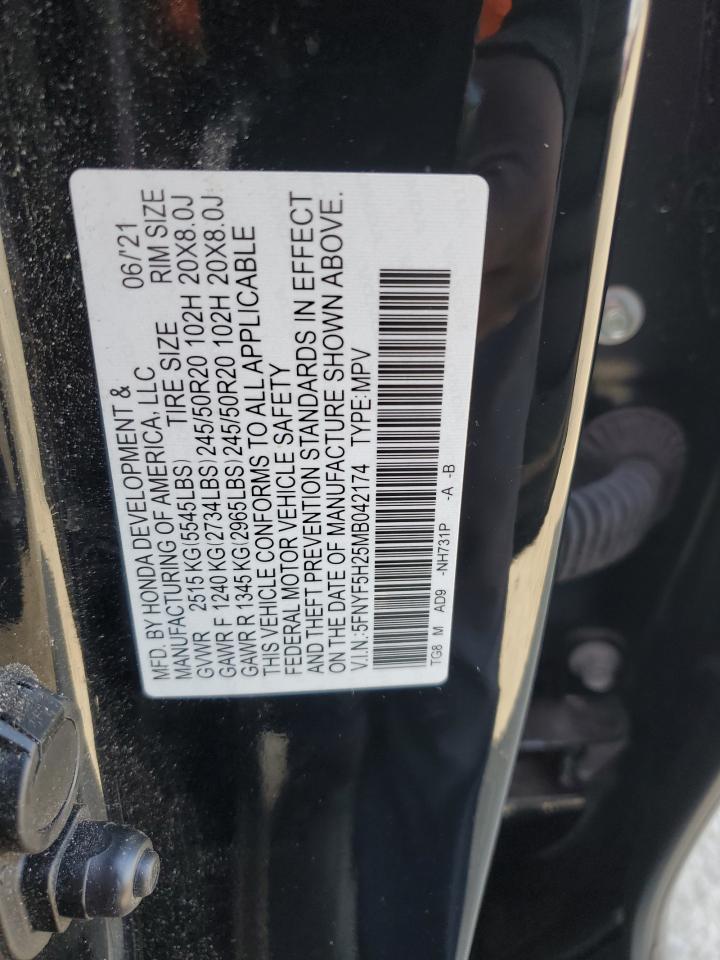 MFD. BY HONDA DEVELOPMENT & 06/'21
MANUFACTURING OF AMERICA, LLC
TIRE SIZE RIM SIZE
GVWR 2515 KG (5545LBS)
GAWR F 1240 KG (2734LBS) 245/50R20 102H 20X8.0J
GAWR R 1345 KG (2965LBS) 245/50R20 102H 20X8.0J
THIS VEHICLE CONFORMS TO ALL APPLICABLE
FEDERAL MOTOR VEHICLE SAFETY
AND THEFT PREVENTION STANDARDS IN EFFECT
ON THE DATE OF MANUFACTURE SHOWN ABOVE.
V.I.N.:5FNYF5H25MB042174 TYPE:MPV
TG8 M AD9 -NH731P -A -B